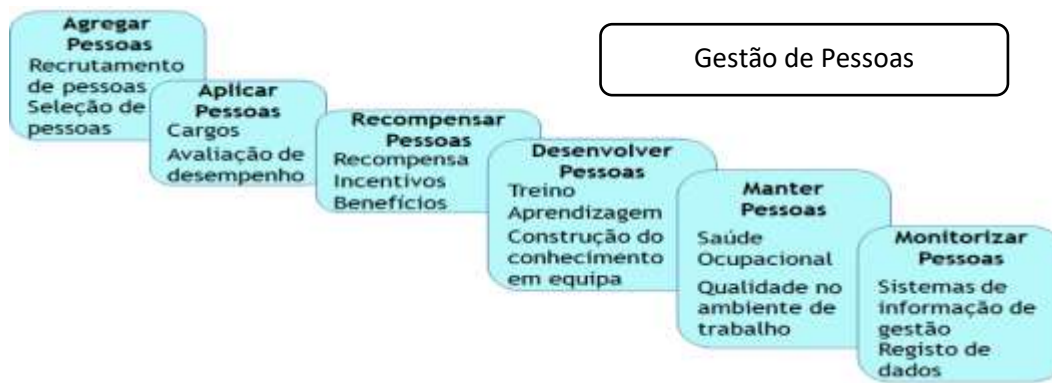 Gestão de Pessoas
Agregar
Pessoas
Recrutamento
de pessoas
Seleção de
pessoas
Aplicar
Pessoas
Cargos
Avaliação de
desempenho
Recompensar
Pessoas
Recompensa
Incentivos
Benefícios
Desenvolver
Pessoas
Treino
Aprendizagem
Construção do
conhecimento
em equipa
Manter
Pessoas
Saúde
Ocupacional
Qualidade no
ambiente de
trabalho
Monitorizar
Pessoas
Sistemas de
informação de
gestão
Registo de
dados